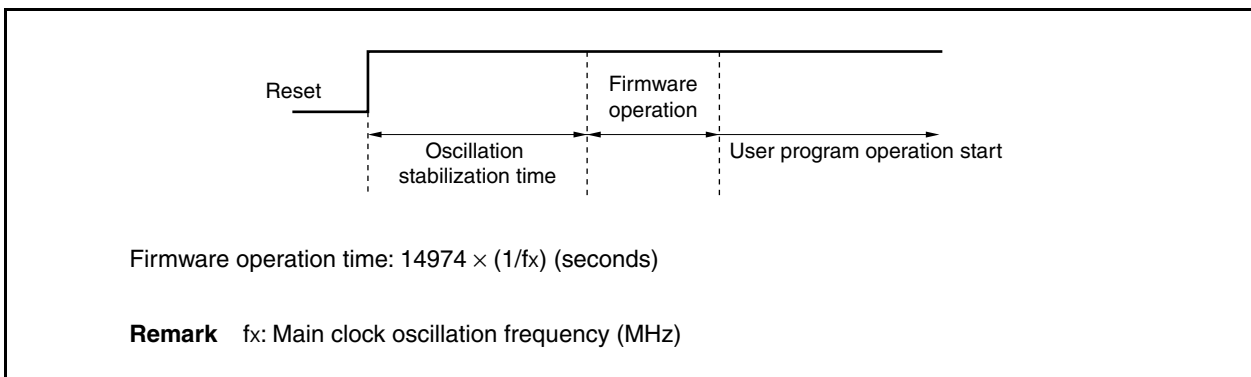 Reset
Firmware
operation
Oscillation
stabilization time
User program operation start
Firmware operation time: 14974 × (1/fx) (seconds)
Remark fx: Main clock oscillation frequency (MHz)